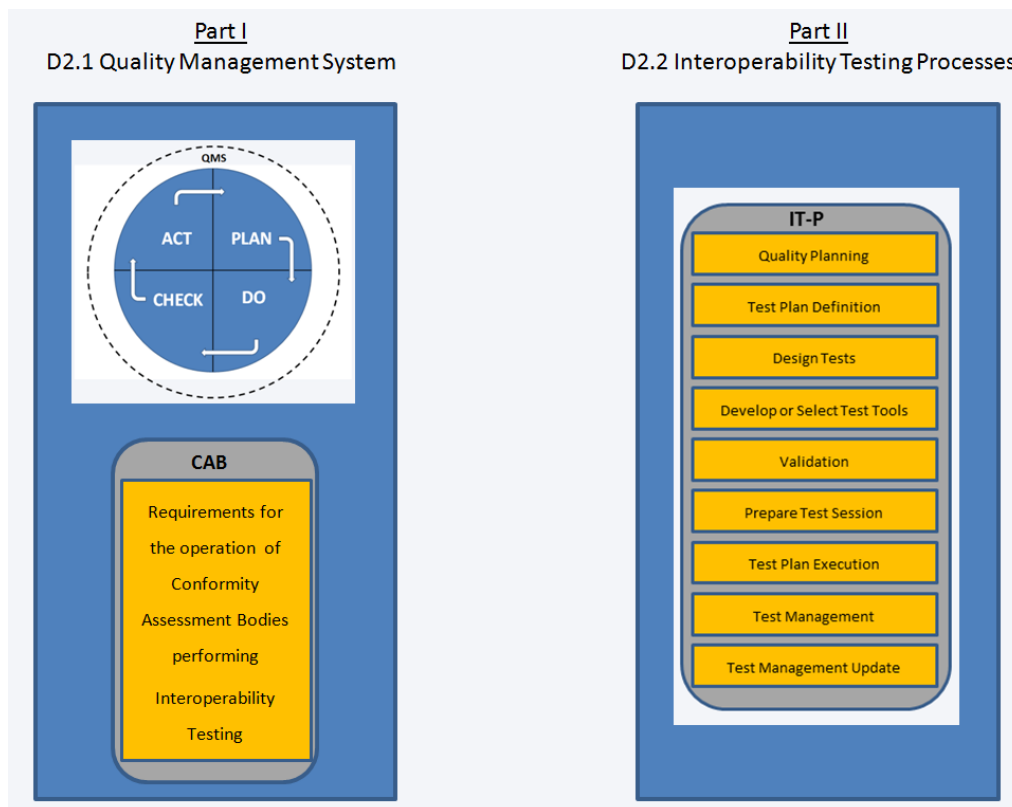 Part I
D2.1 Quality Management System
QMS
ACT
PLAN
CHECK
DO
CAB
Requirements for
the operation of
Conformity
Assessment Bodies
performing
Interoperability
Testing
Part II
D2.2 Interoperability Testing Processes
IT-P
Quality Planning
Test Plan Definition
Design Tests
Develop or Select Test Tools
Validation
Prepare Test Session
Test Plan Execution
Test Management
Test Management Update